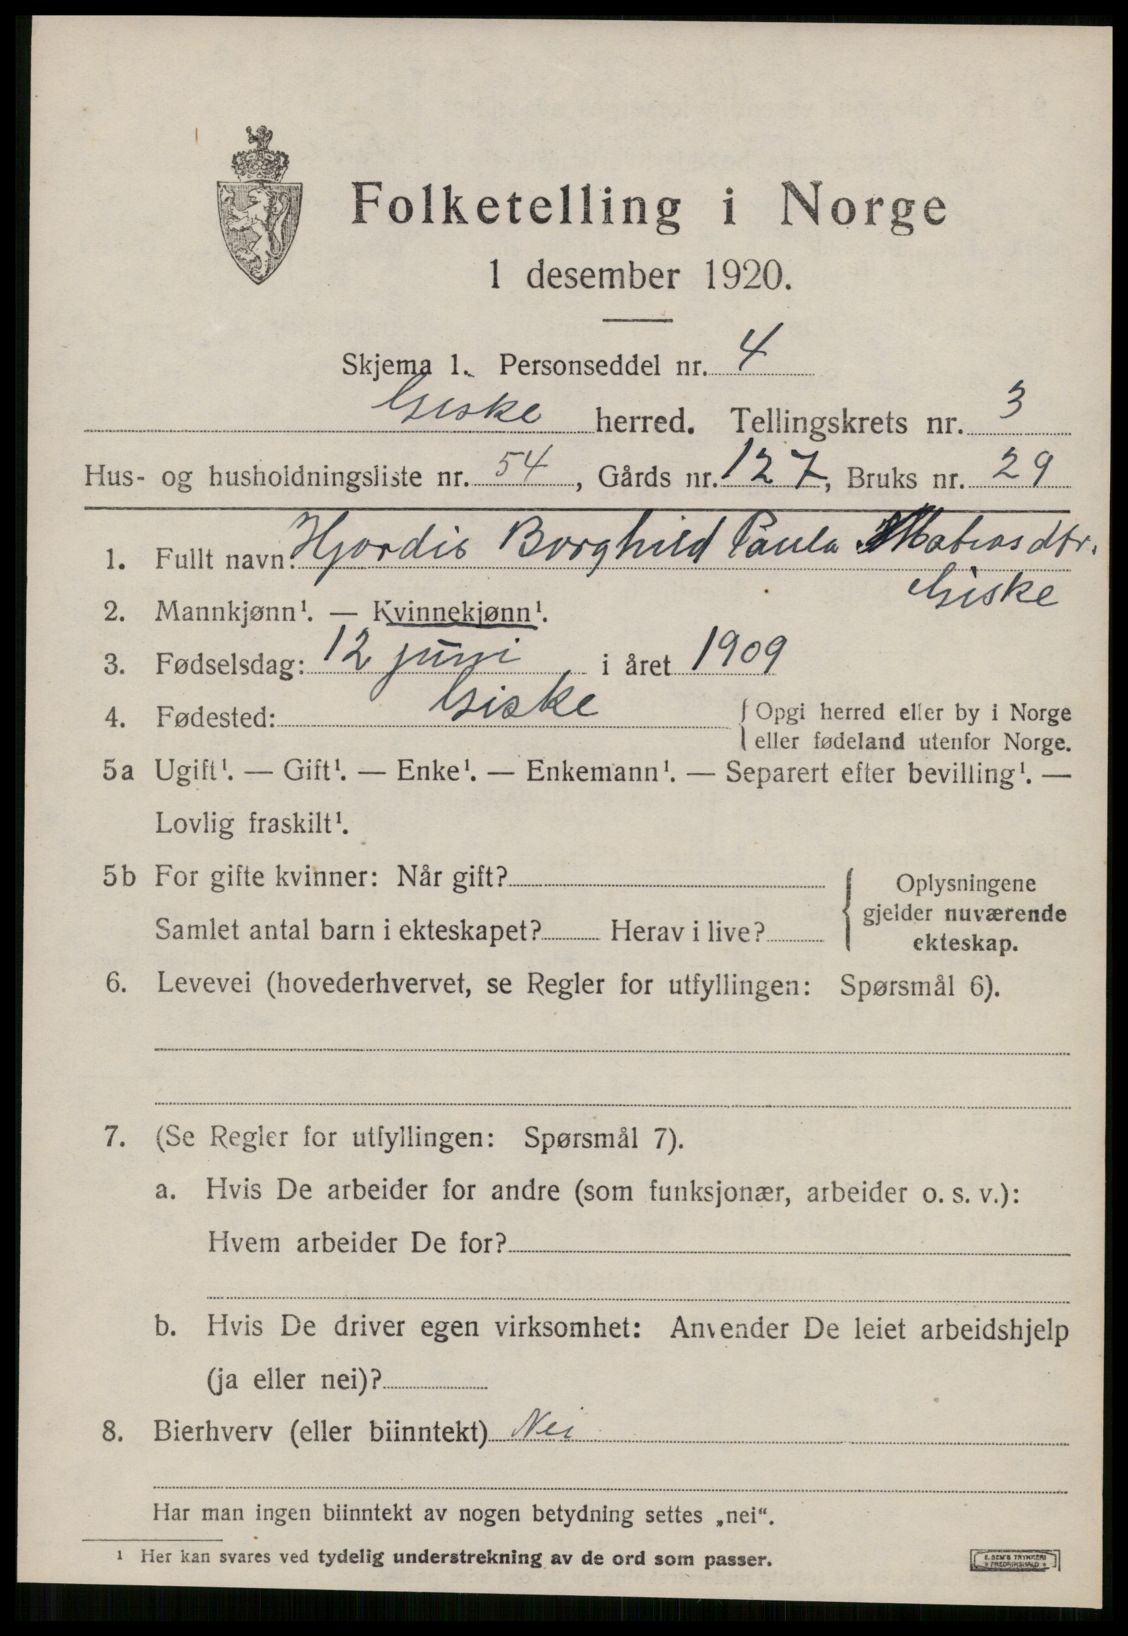 Folketelling i Norge
1 desember 1920.
Skjema 1. Personseddel nr. 4
Giske herred. Tellingskrets nr. 3
Hus- og husholdningsliste nr. 54, Gårds nr. 127, Bruks nr. 29
1. Fullt navn: Hjordis Borghild Paula Matiasdtr.
Giske
2. Mannkjønn¹. — Kvinnekjønn¹.
3. Fødselsdag: 12 juni i året 1909
4. Fødested: Giske { Opgi herred eller by i Norge
eller fødeland utenfor Norge.
5a Ugift¹. — Gift¹. — Enke¹. — Enkemann¹. — Separert efter bevilling¹. —
Lovlig fraskilt¹.
5b For gifte kvinner: Når gift?
Samlet antal barn i ekteskapet? Herav i live?
{ Oplysningene
gjelder nuværende
ekteskap.
6. Levevei (hovederhvervet, se Regler for utfyllingen: Spørsmål 6).
7. (Se Regler for utfyllingen: Spørsmål 7).
a. Hvis De arbeider for andre (som funksjonær, arbeider o. s. v.):
Hvem arbeider De for?
b. Hvis De driver egen virksomhet: Anvender De leiet arbeidshjelp
(ja eller nei)?
8. Bierhverv (eller biinntekt) Nei
Har man ingen biinntekt av nogen betydning settes „nei“.
¹ Her kan svares ved tydelig understrekning av de ord som passer.
E. SEM'S TRYKKERI
FREDRIKSHALD